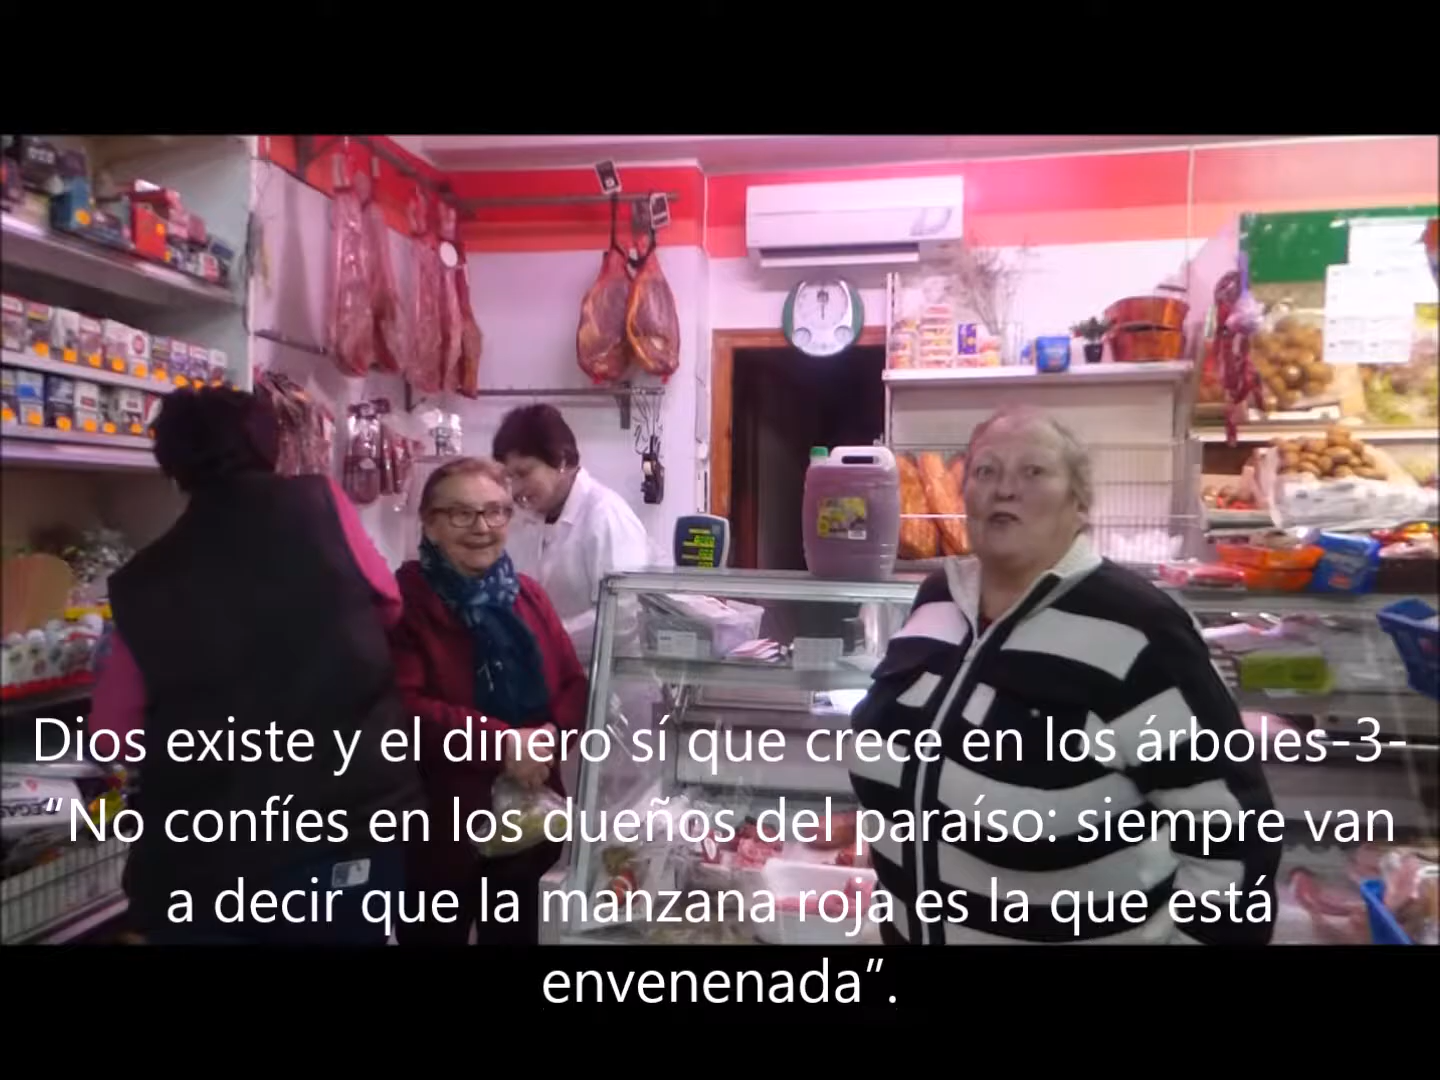 Dios existe y el dinero sí que crece en los árboles-3-
“No confíes en los dueños del paraíso: siempre van
a decir que la manzana roja es la que está
envenenada”.